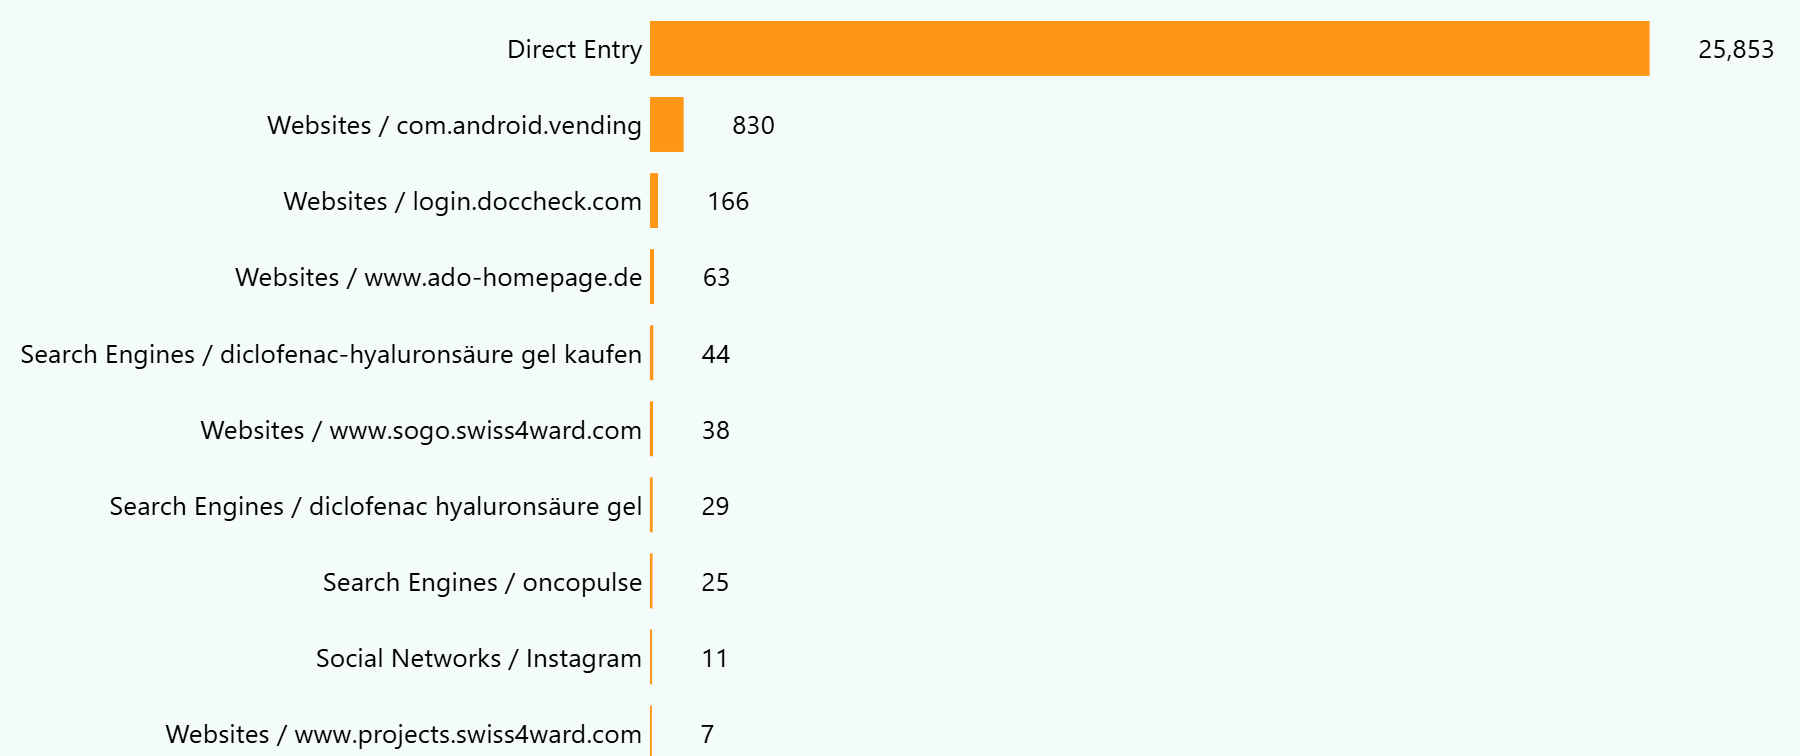 Direct Entry 25,853
Websites / com.android.vending 830
Websites / login.doccheck.com 166
Websites / www.ado-homepage.de 63
Search Engines / diclofenac-hyaluronsäure gel kaufen 44
Websites / www.sogo.swiss4ward.com 38
Search Engines / diclofenac hyaluronsäure gel 29
Search Engines / oncopulse 25
Social Networks / Instagram 11
Websites / www.projects.swiss4ward.com 7